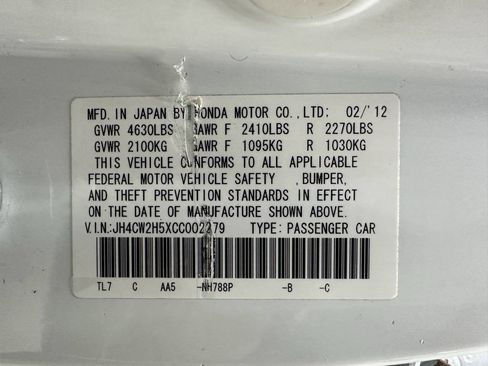 MFD. IN JAPAN BY HONDA MOTOR CO., LTD: 02/'12
GVWR 4630LBS GAWR F 2410LBS R 2270LBS
GVWR 2100KG GAWR F 1095KG R 1030KG
THIS VEHICLE CONFORMS TO ALL APPLICABLE
FEDERAL MOTOR VEHICLE SAFETY , BUMPER,
AND THEFT PREVENTION STANDARDS IN EFFECT
ON THE DATE OF MANUFACTURE SHOWN ABOVE.
V.I.N:JH4CW2H5XCC002279 TYPE: PASSENGER CAR
TL7 C AA5 -NH788P -B -C